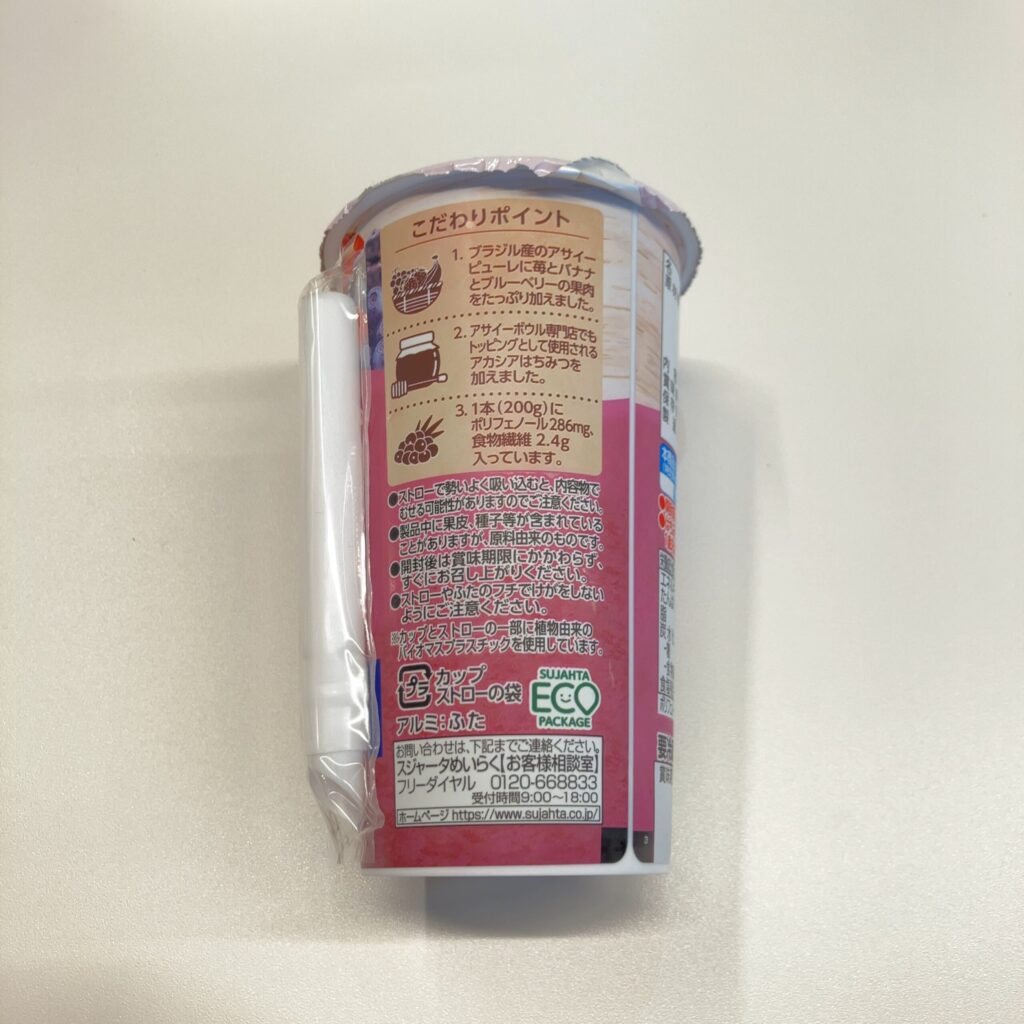 こだわりポイント
1. ブラジル産のアサイー
ピューレに苺とバナナ
とブルーベリーの果肉
をたっぷり加えました。
2. アサイーボウル専門店でも
トッピングとして使用される
アカシアはちみつを
加えました。
3. 1本(200g)に
ポリフェノール286mg、
食物繊維 2.4g
入っています。
●ストローで勢いよく吸い込むと、内容物で
むせる可能性がありますのでご注意ください。
●製品中に果皮、種子等が含まれている
ことがありますが、原料由来のものです。
●開封後は賞味期限にかかわらず、
すぐにお召し上がりください。
●ストローやふたのフチでけがをしない
ようにご注意ください。
※カップとストローの一部に植物由来の
バイオマスプラスチックを使用しています。
プラ
カップ
ストローの袋
アルミ:ふた
SUJAHTA
ECO
PACKAGE
お問い合わせは、下記までご連絡ください。
スジャータめいらく【お客様相談室】
フリーダイヤル 0120-668833
受付時間9:00〜18:00
ホームページ https://www.sujahta.co.jp/
3